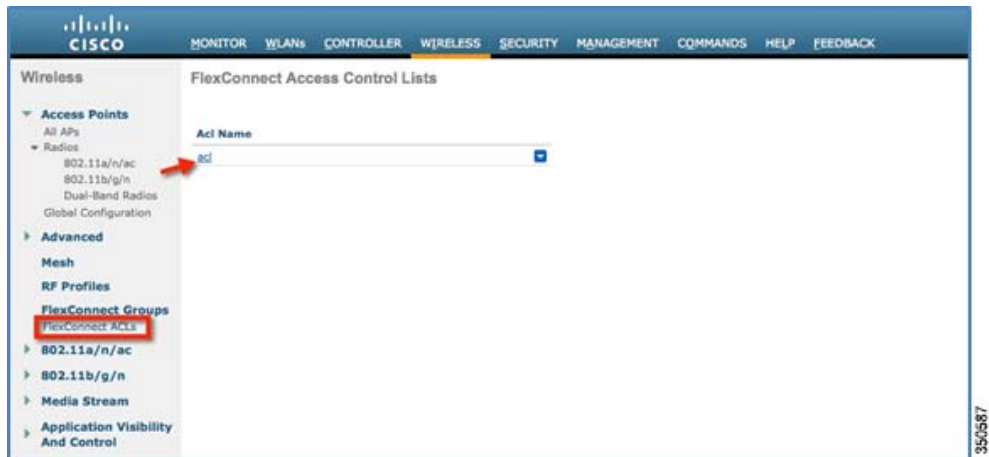 CISCO
MONITOR WLANs CONTROLLER WIRELESS SECURITY MANAGEMENT COMMANDS HELP FEEDBACK
Wireless
Access Points
All APs
Radios
802.11a/n/ac
802.11b/g/n
Dual-Band Radios
Global Configuration
Advanced
Mesh
RF Profiles
FlexConnect Groups
FlexConnect ACLs
802.11a/n/ac
802.11b/g/n
Media Stream
Application Visibility
And Control
FlexConnect Access Control Lists
Acl Name
acl
350587